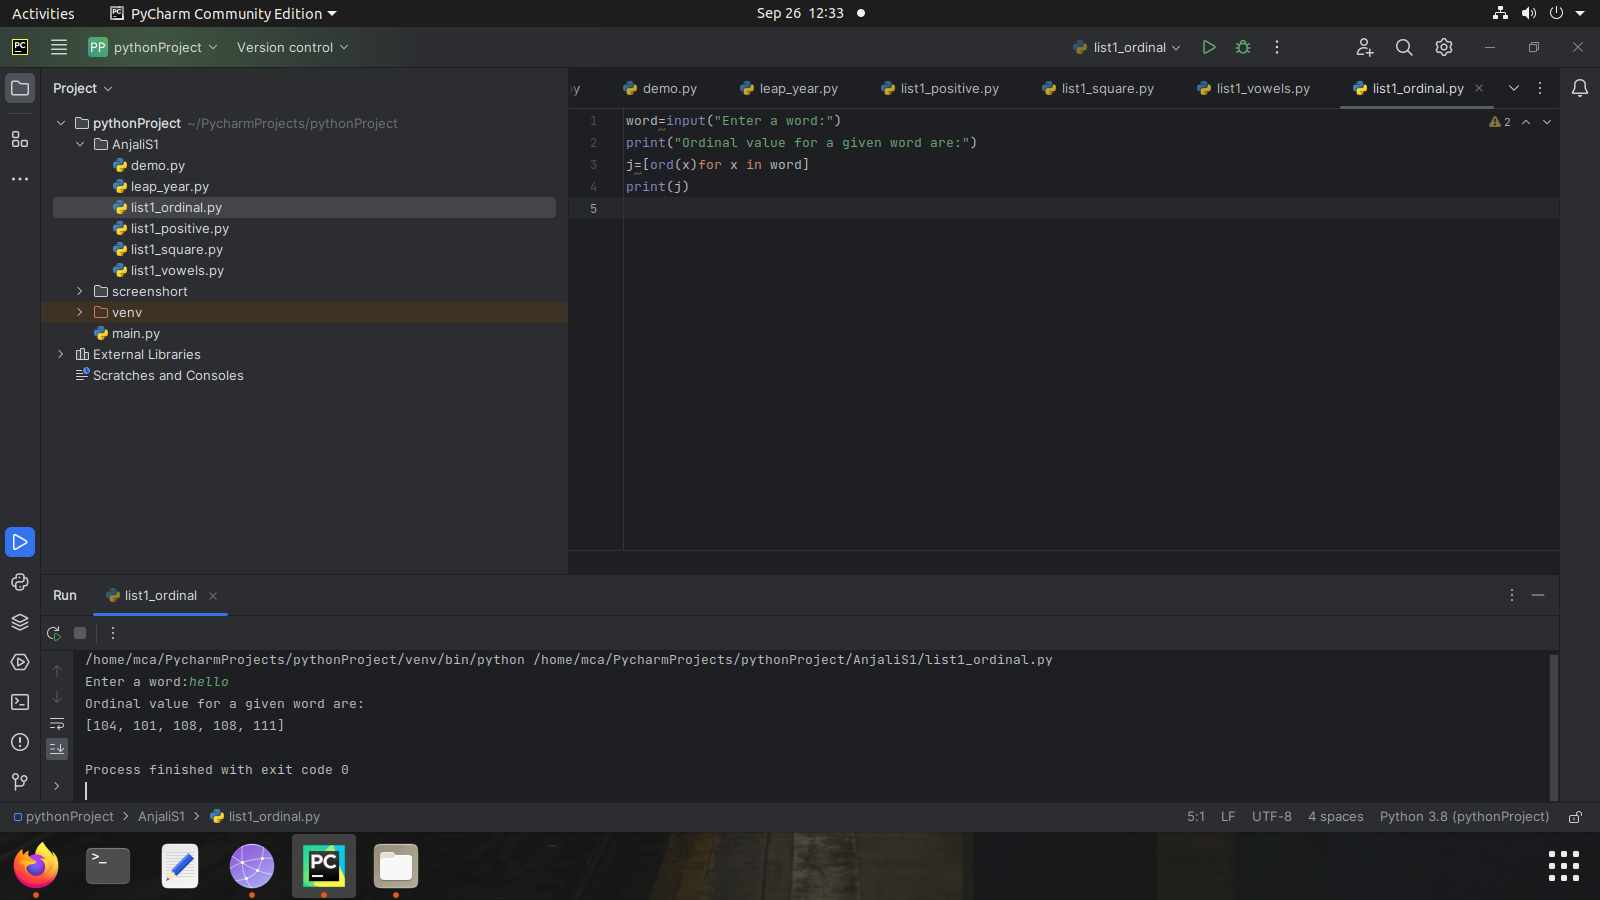 Activities PyCharm Community Edition Sep 26 12:33
PC PP pythonProject Version control list1_ordinal
Project
demo.py leap_year.py list1_positive.py list1_square.py list1_vowels.py list1_ordinal.py
pythonProject ~/PycharmProjects/pythonProject
AnjaliS1
demo.py
leap_year.py
list1_ordinal.py
list1_positive.py
list1_square.py
list1_vowels.py
screenshort
venv
main.py
External Libraries
Scratches and Consoles
1 word=input("Enter a word:")
2 print("Ordinal value for a given word are:")
3 j=[ord(x)for x in word]
4 print(j)
5
2
Run list1_ordinal
/home/mca/PycharmProjects/pythonProject/venv/bin/python /home/mca/PycharmProjects/pythonProject/AnjaliS1/list1_ordinal.py
Enter a word:hello
Ordinal value for a given word are:
[104, 101, 108, 108, 111]
Process finished with exit code 0
pythonProject > AnjaliS1 > list1_ordinal.py 5:1 LF UTF-8 4 spaces Python 3.8 (pythonProject)
>_ PC